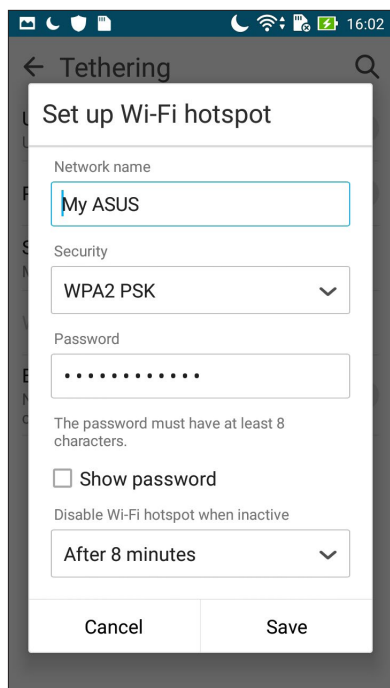 16:02
Tethering
Set up Wi-Fi hotspot
Network name
My ASUS
Security
WPA2 PSK
Password
••••••••••••
The password must have at least 8
characters.
Show password
Disable Wi-Fi hotspot when inactive
After 8 minutes
Cancel
Save